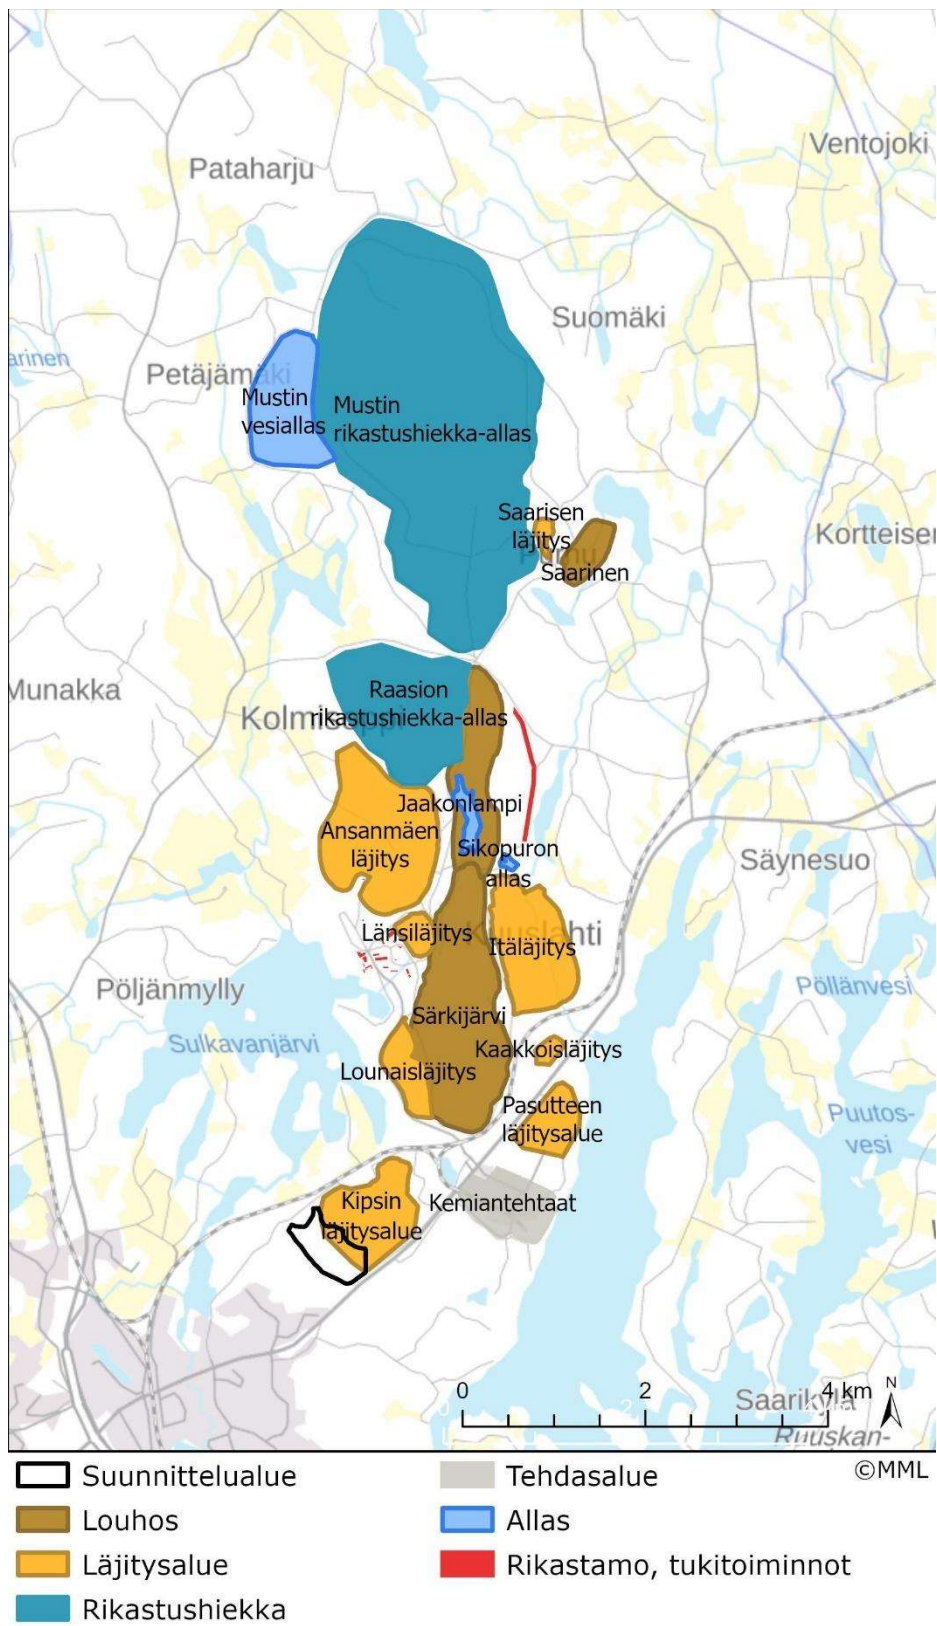 Ventojoki
Pataharju
Suomäki
arinen
Petäjämäki
Mustin
vesiallas
Mustin
rikastushiekka-allas
Saarisen
läjitys
Kortteisen
Saarinen
Munakka
Raasion
rikastushiekka-allas
Jaakonlampi
Ansanmäen
läjitys
Sikopuron
allas
Säynesuo
Länsiläjitys
Itäläjitys
Pöljänmylly
Pöllänvesi
Särkijärvi
Sulkavanjärvi
Kaakkoisläjitys
Lounaisläjitys
Pasutteen
läjitysalue
Puutos-
vesi
Kipsin
läjitysalue
Kemiantehtaat
0 2 4 km
N
Saarikylä
Ruuskan-
©MML
Suunnittelualue
Louhos
Läjitysalue
Rikastushiekka
Tehdasalue
Allas
Rikastamo, tukitoiminnot